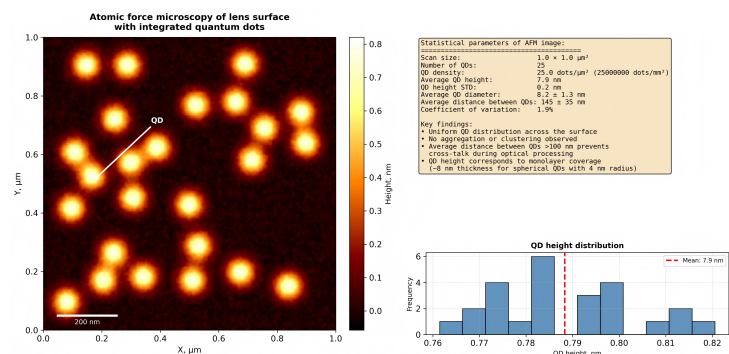 Atomic force microscopy of lens surface
with integrated quantum dots
1.0
0.8
0.6
0.4
0.2
0.0
Y, μm
QD
200 nm
0.0 0.2 0.4 0.6 0.8 1.0
X, μm
0.8
0.7
0.6
0.5
0.4
0.3
0.2
0.1
0.0
Height, nm
Statistical parameters of AFM image:
====================================
Scan size: 1.0 × 1.0 μm²
Number of QDs: 25
QD density: 25.0 dots/μm² (25000000 dots/mm²)
Average QD height: 7.9 nm
QD height STD: 0.2 nm
Average QD diameter: 8.2 ± 1.3 nm
Average distance between QDs: 145 ± 35 nm
Coefficient of variation: 1.9%
Key findings:
• Uniform QD distribution across the surface
• No aggregation or clustering observed
• Average distance between QDs >100 nm prevents
cross-talk during optical processing
• QD height corresponds to monolayer coverage
(~8 nm thickness for spherical QDs with 4 nm radius)
QD height distribution
Mean: 7.9 nm
6
4
2
0
Frequency
0.76 0.77 0.78 0.79 0.80 0.81 0.82
QD height, nm